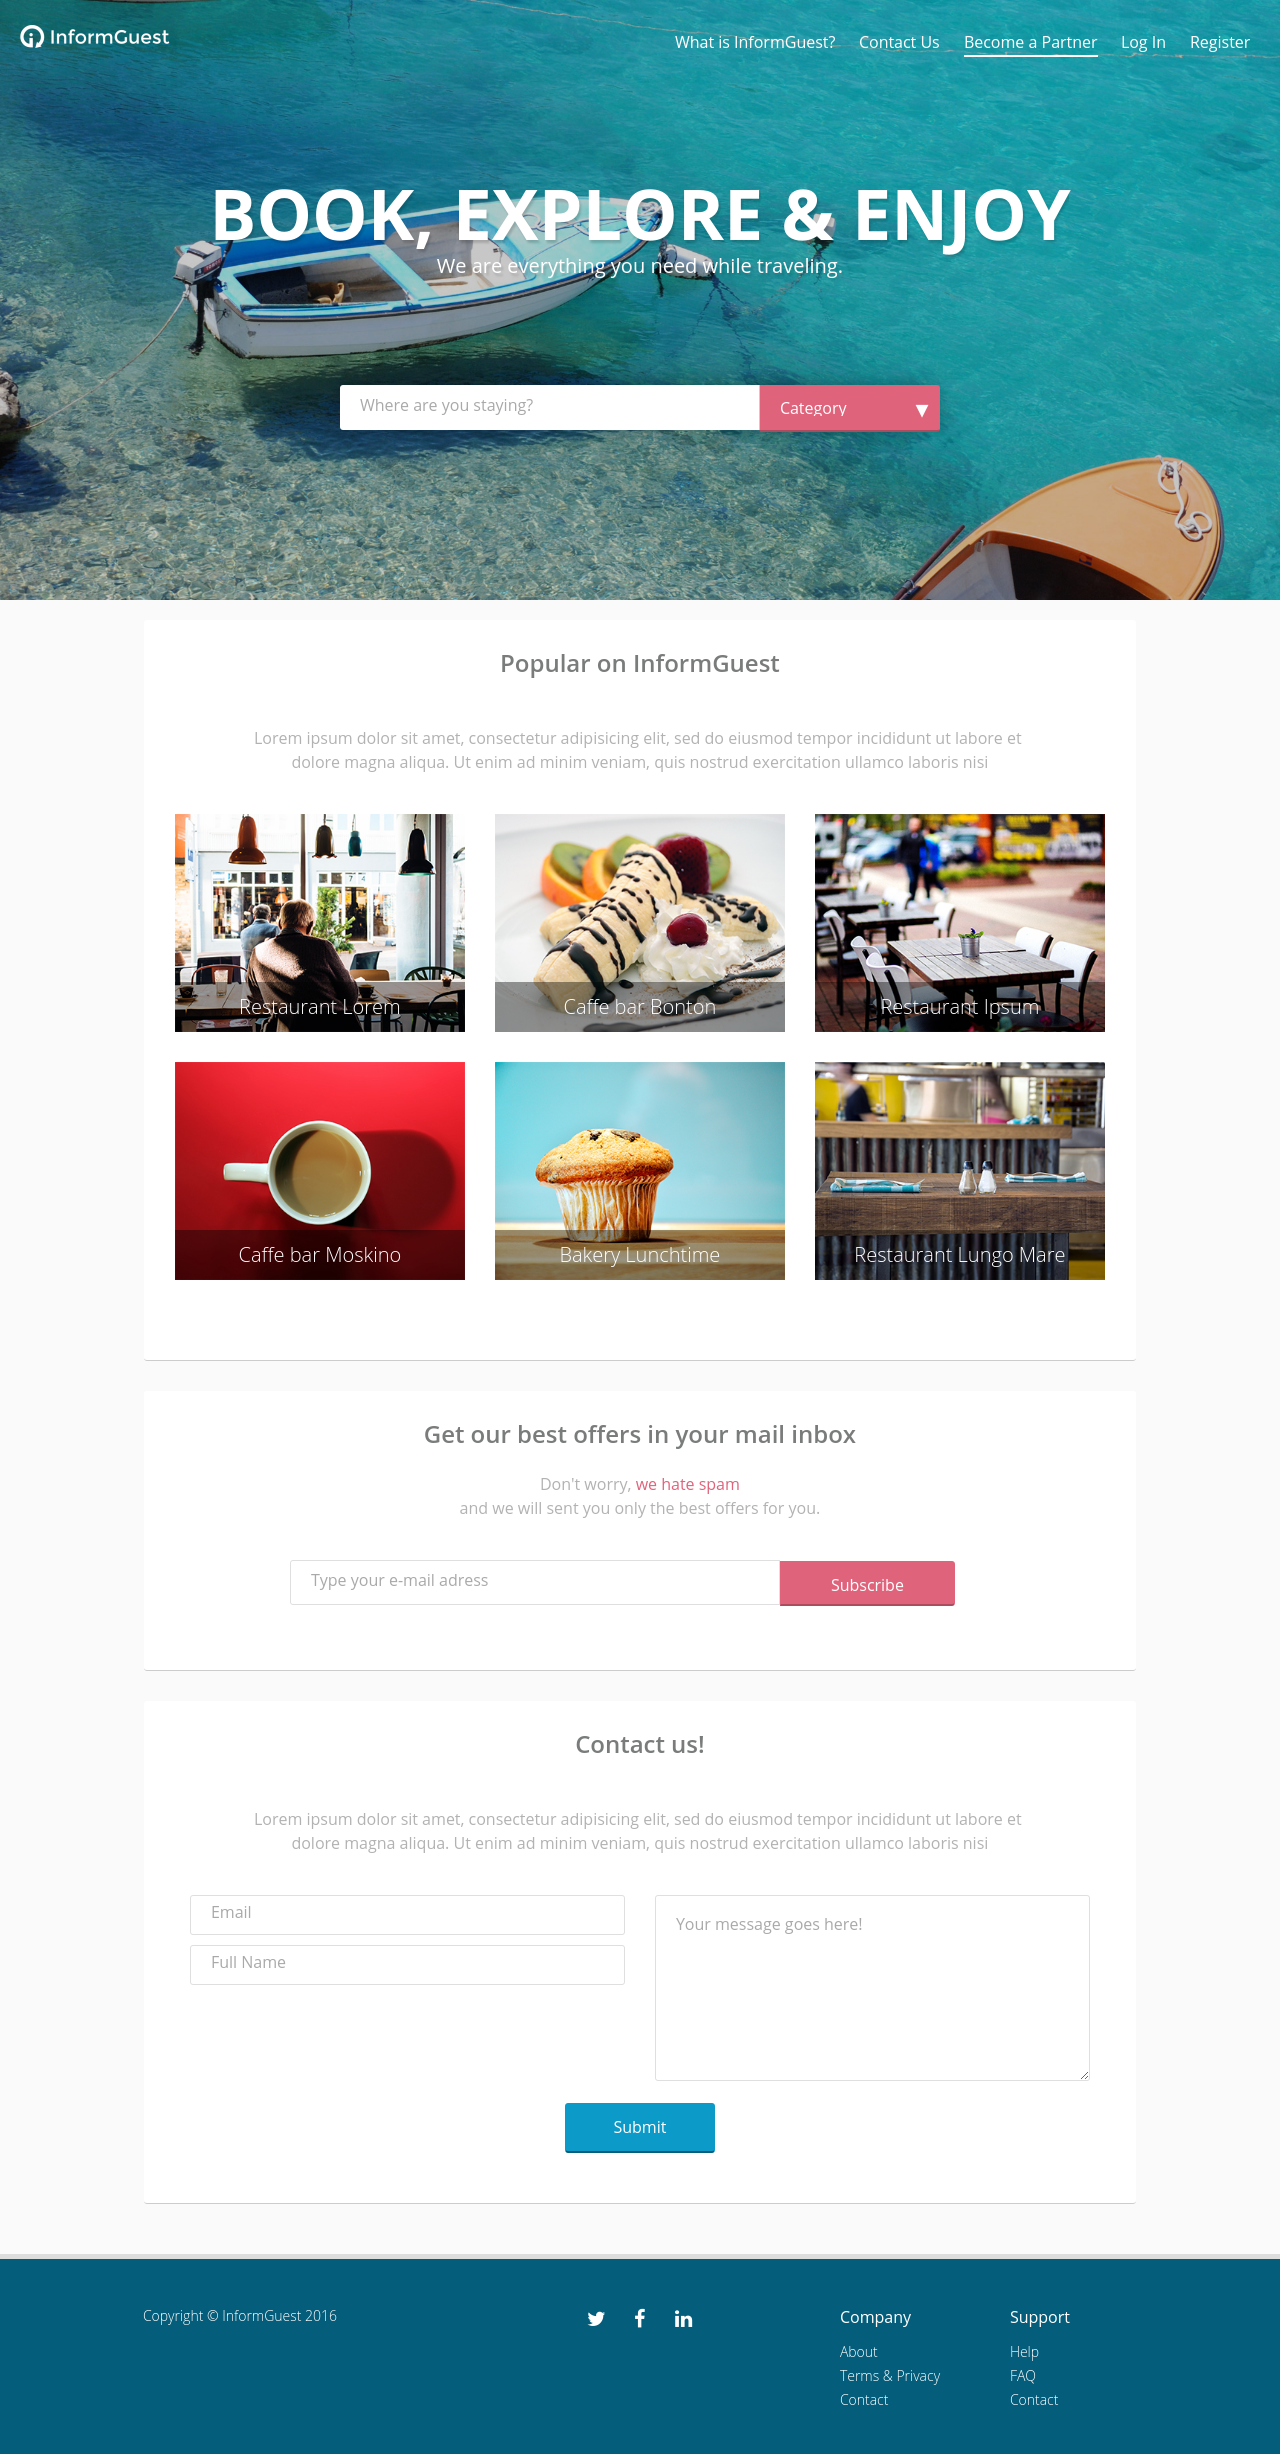 InformGuest
What is InformGuest? Contact Us Become a Partner Log In Register
BOOK, EXPLORE & ENJOY
We are everything you need while traveling.
Where are you staying? Category ▼
Popular on InformGuest
Lorem ipsum dolor sit amet, consectetur adipisicing elit, sed do eiusmod tempor incididunt ut labore et
dolore magna aliqua. Ut enim ad minim veniam, quis nostrud exercitation ullamco laboris nisi
Restaurant Lorem
Caffe bar Bonton
Restaurant Ipsum
Caffe bar Moskino
Bakery Lunchtime
Restaurant Lungo Mare
Get our best offers in your mail inbox
Don't worry, we hate spam
and we will sent you only the best offers for you.
Type your e-mail adress Subscribe
Contact us!
Lorem ipsum dolor sit amet, consectetur adipisicing elit, sed do eiusmod tempor incididunt ut labore et
dolore magna aliqua. Ut enim ad minim veniam, quis nostrud exercitation ullamco laboris nisi
Email
Full Name
Your message goes here!
Submit
Copyright © InformGuest 2016
Company
About
Terms & Privacy
Contact
Support
Help
FAQ
Contact